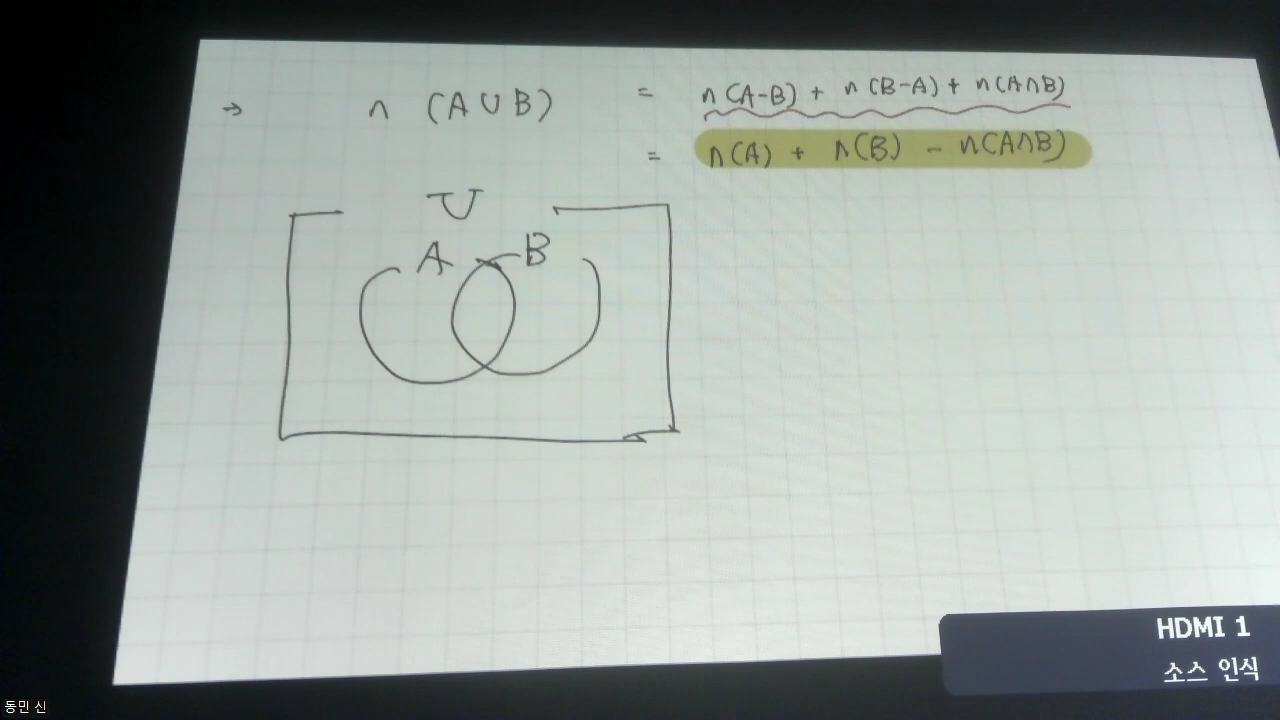 → n (A∪B) = n(A-B) + n(B-A) + n(A∩B)
= n(A) + n(B) - n(A∩B)
U
A B
HDMI 1
소스 인식
동민 신